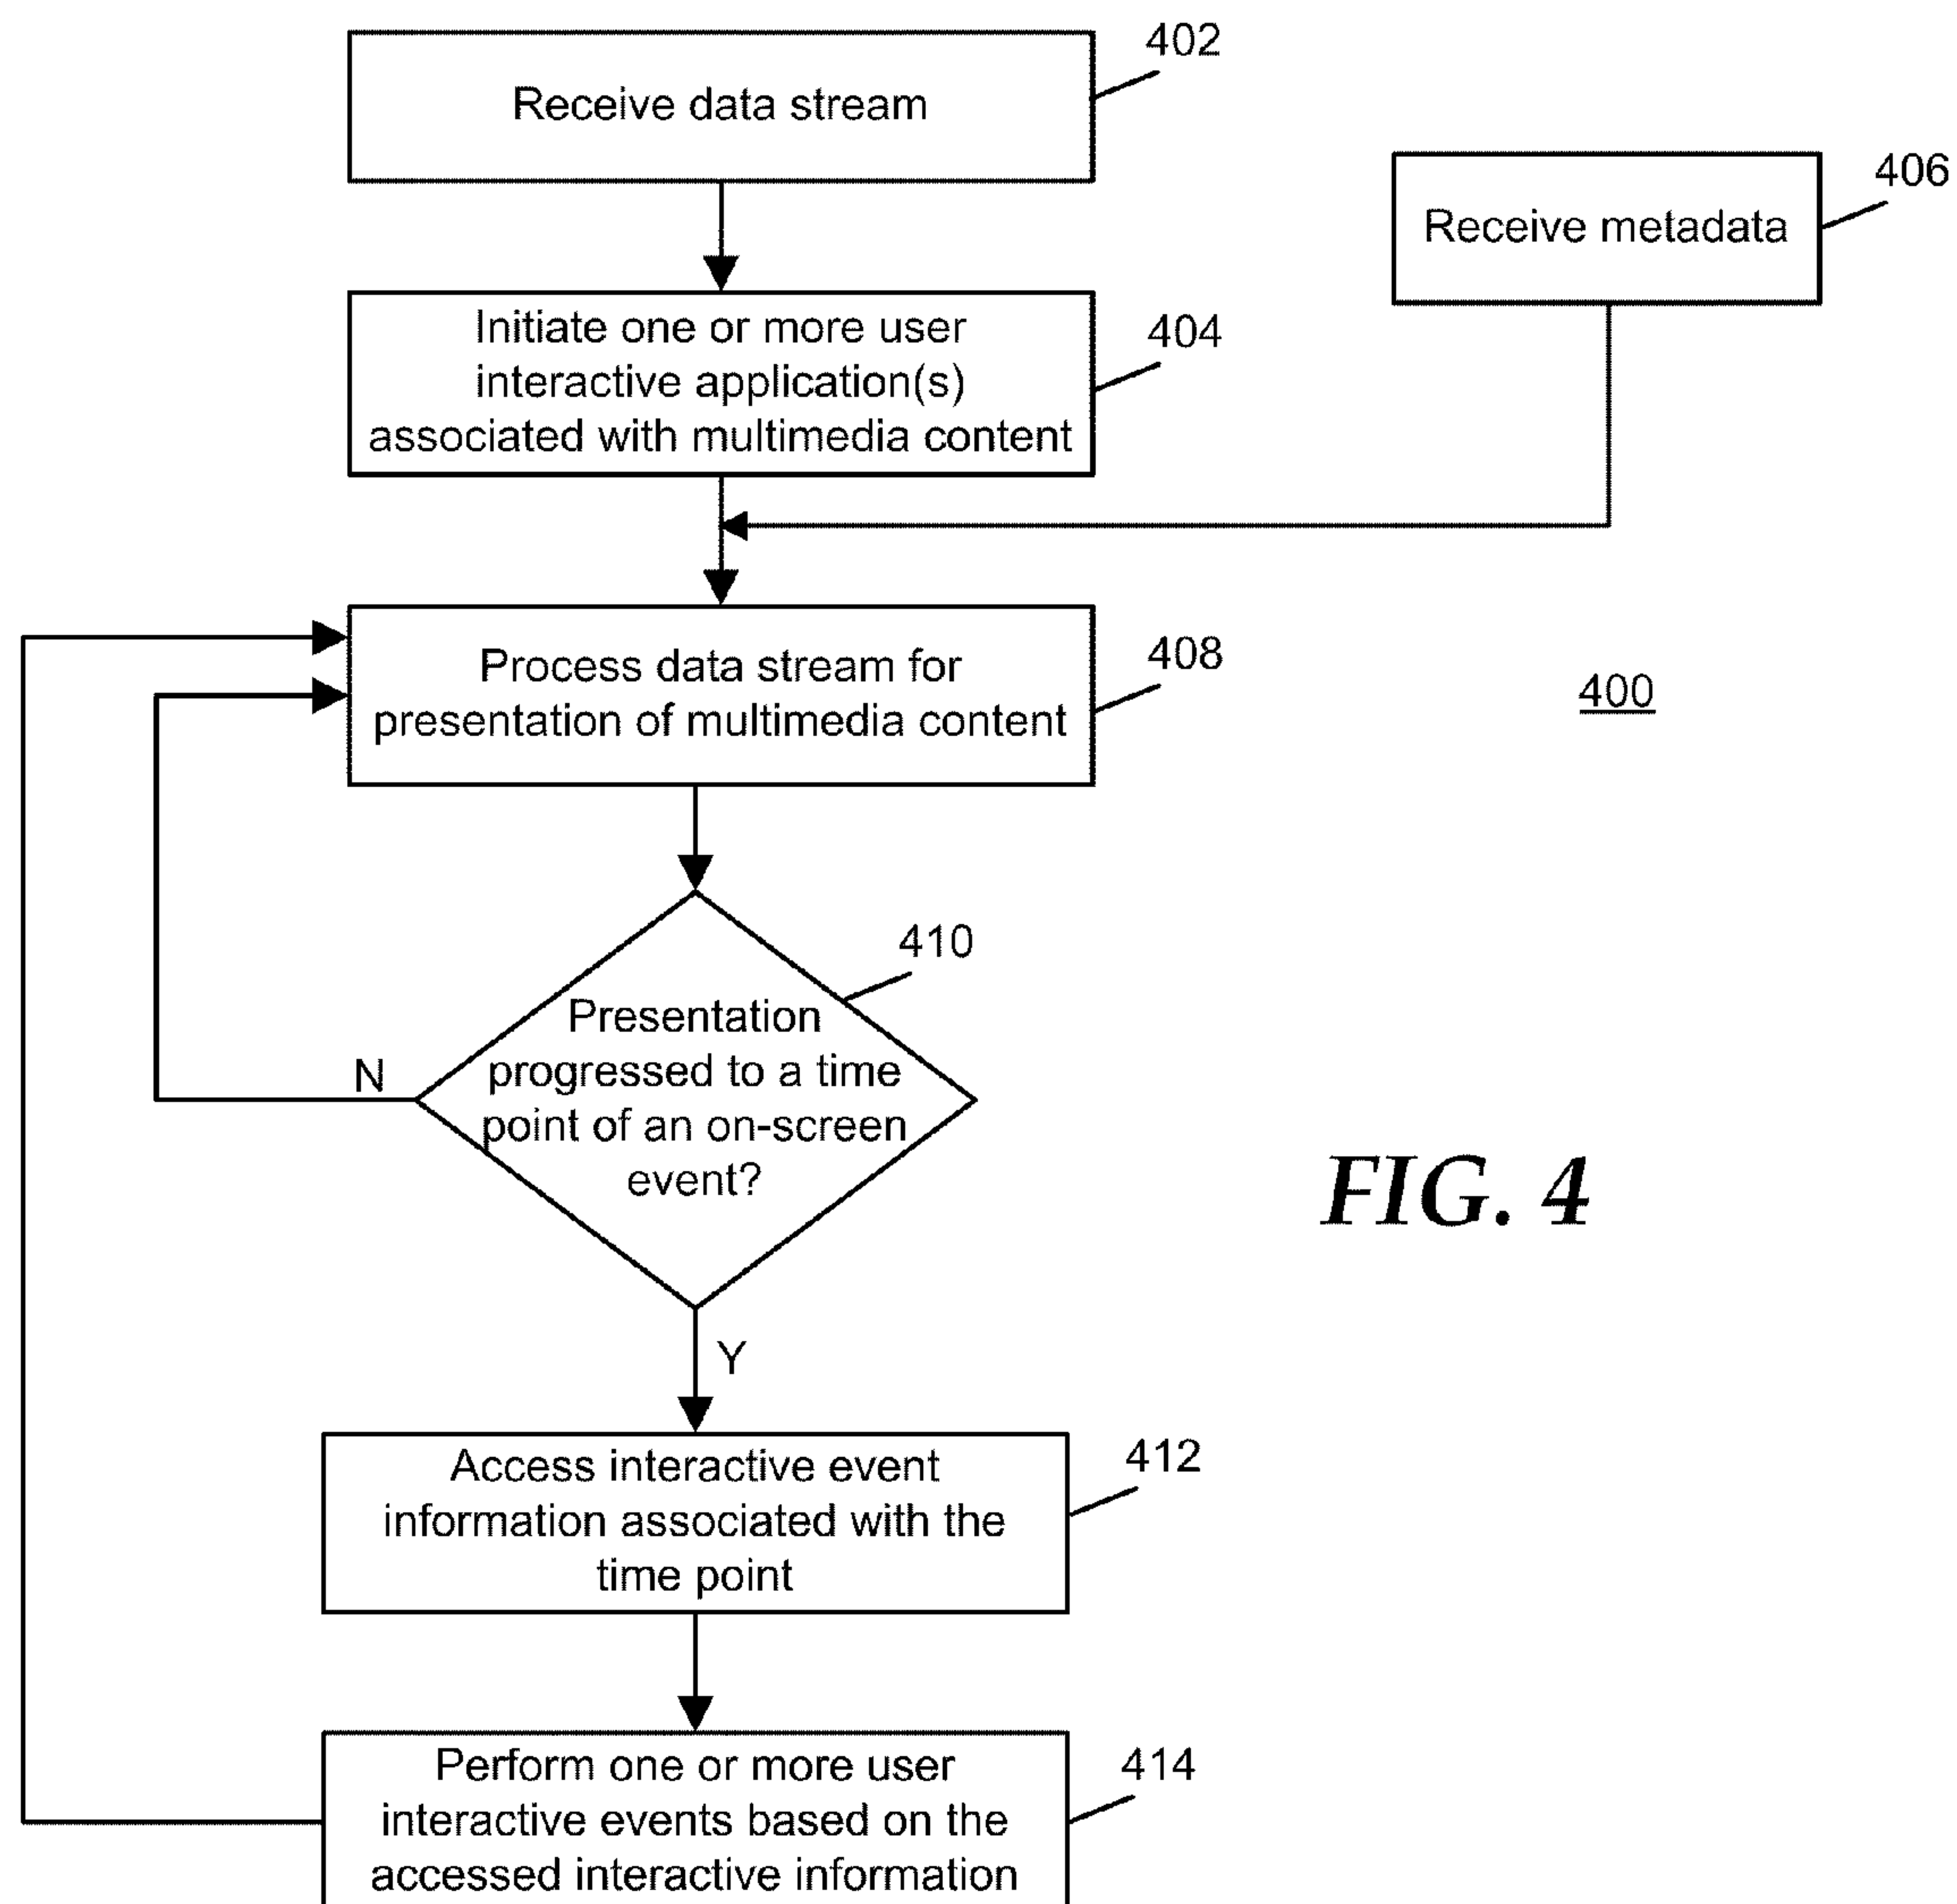 402
Receive data stream
406
Receive metadata
Initiate one or more user
interactive application(s)
associated with multimedia content
404
Process data stream for
presentation of multimedia content
408
400
410
Presentation
progressed to a time
point of an on-screen
event?
N
Y
FIG. 4
Access interactive event
information associated with the
time point
412
Perform one or more user
interactive events based on the
accessed interactive information
414